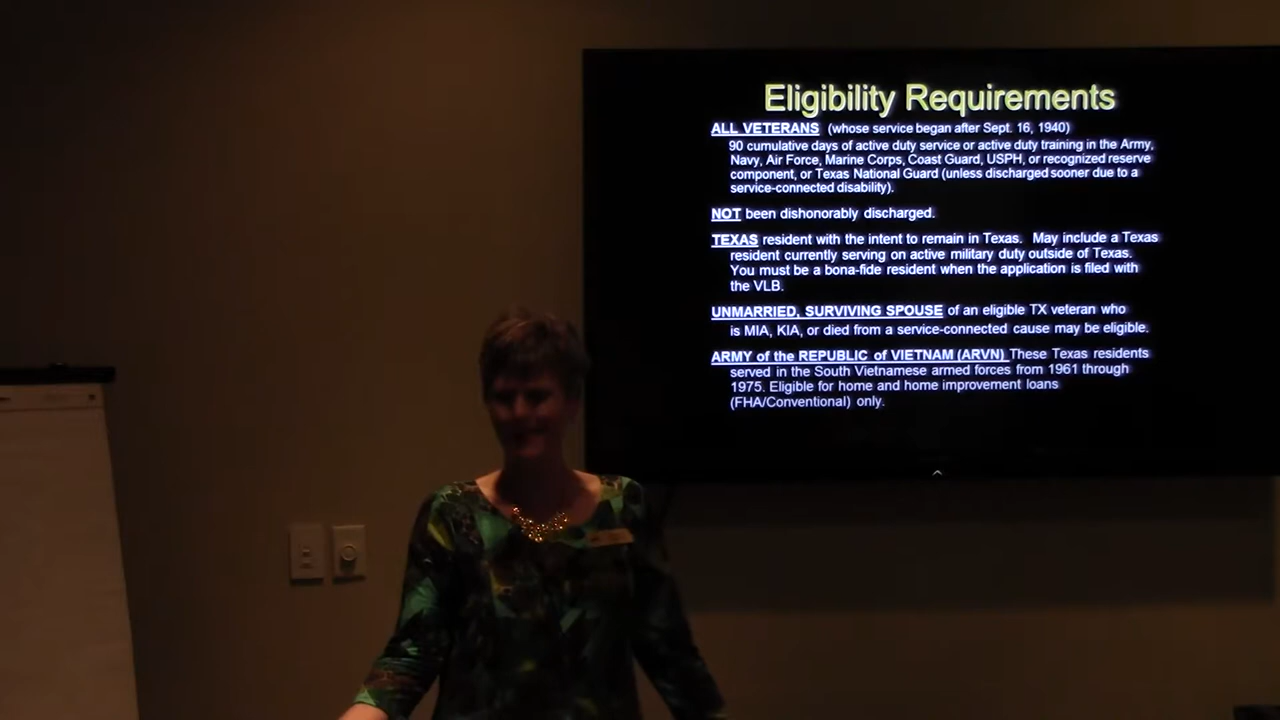 Eligibility Requirements
ALL VETERANS (whose service began after Sept. 16, 1940)
90 cumulative days of active duty service or active duty training in the Army,
Navy, Air Force, Marine Corps, Coast Guard, USPH, or recognized reserve
component, or Texas National Guard (unless discharged sooner due to a
service-connected disability).
NOT been dishonorably discharged.
TEXAS resident with the intent to remain in Texas. May include a Texas
resident currently serving on active military duty outside of Texas.
You must be a bona-fide resident when the application is filed with
the VLB.
UNMARRIED, SURVIVING SPOUSE of an eligible TX veteran who
is MIA, KIA, or died from a service-connected cause may be eligible.
ARMY of the REPUBLIC of VIETNAM (ARVN) These Texas residents
served in the South Vietnamese armed forces from 1961 through
1975. Eligible for home and home improvement loans
(FHA/Conventional) only.